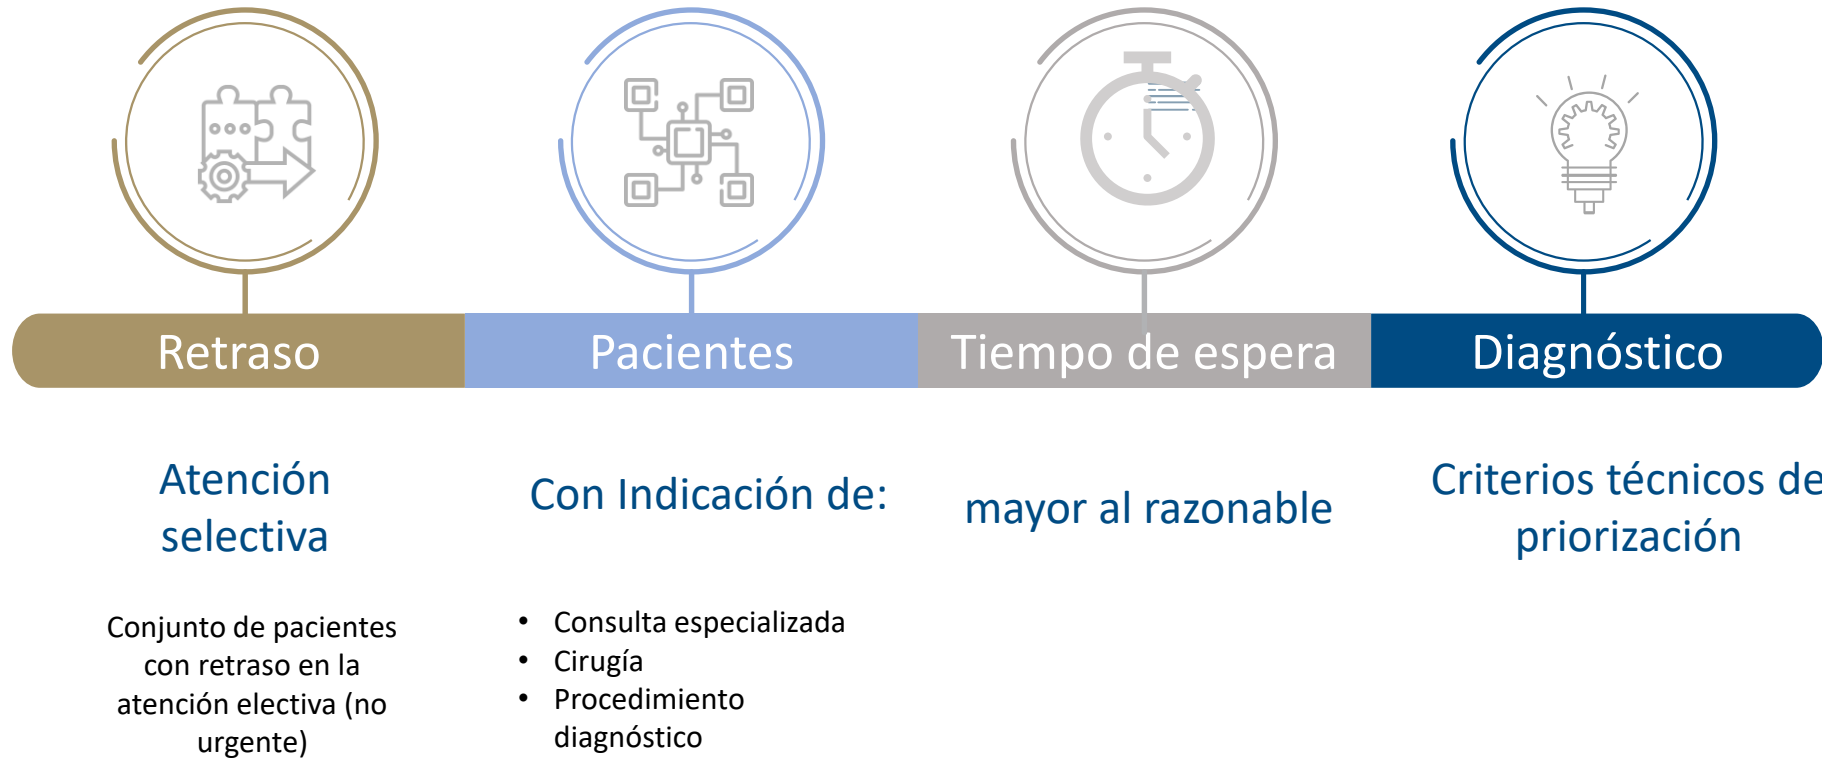 Retraso
Pacientes
Tiempo de espera
Diagnóstico
Atención
selectiva
Con Indicación de:
mayor al razonable
Criterios técnicos de
priorización
Conjunto de pacientes
con retraso en la
atención electiva (no
urgente)
• Consulta especializada
• Cirugía
• Procedimiento
diagnóstico